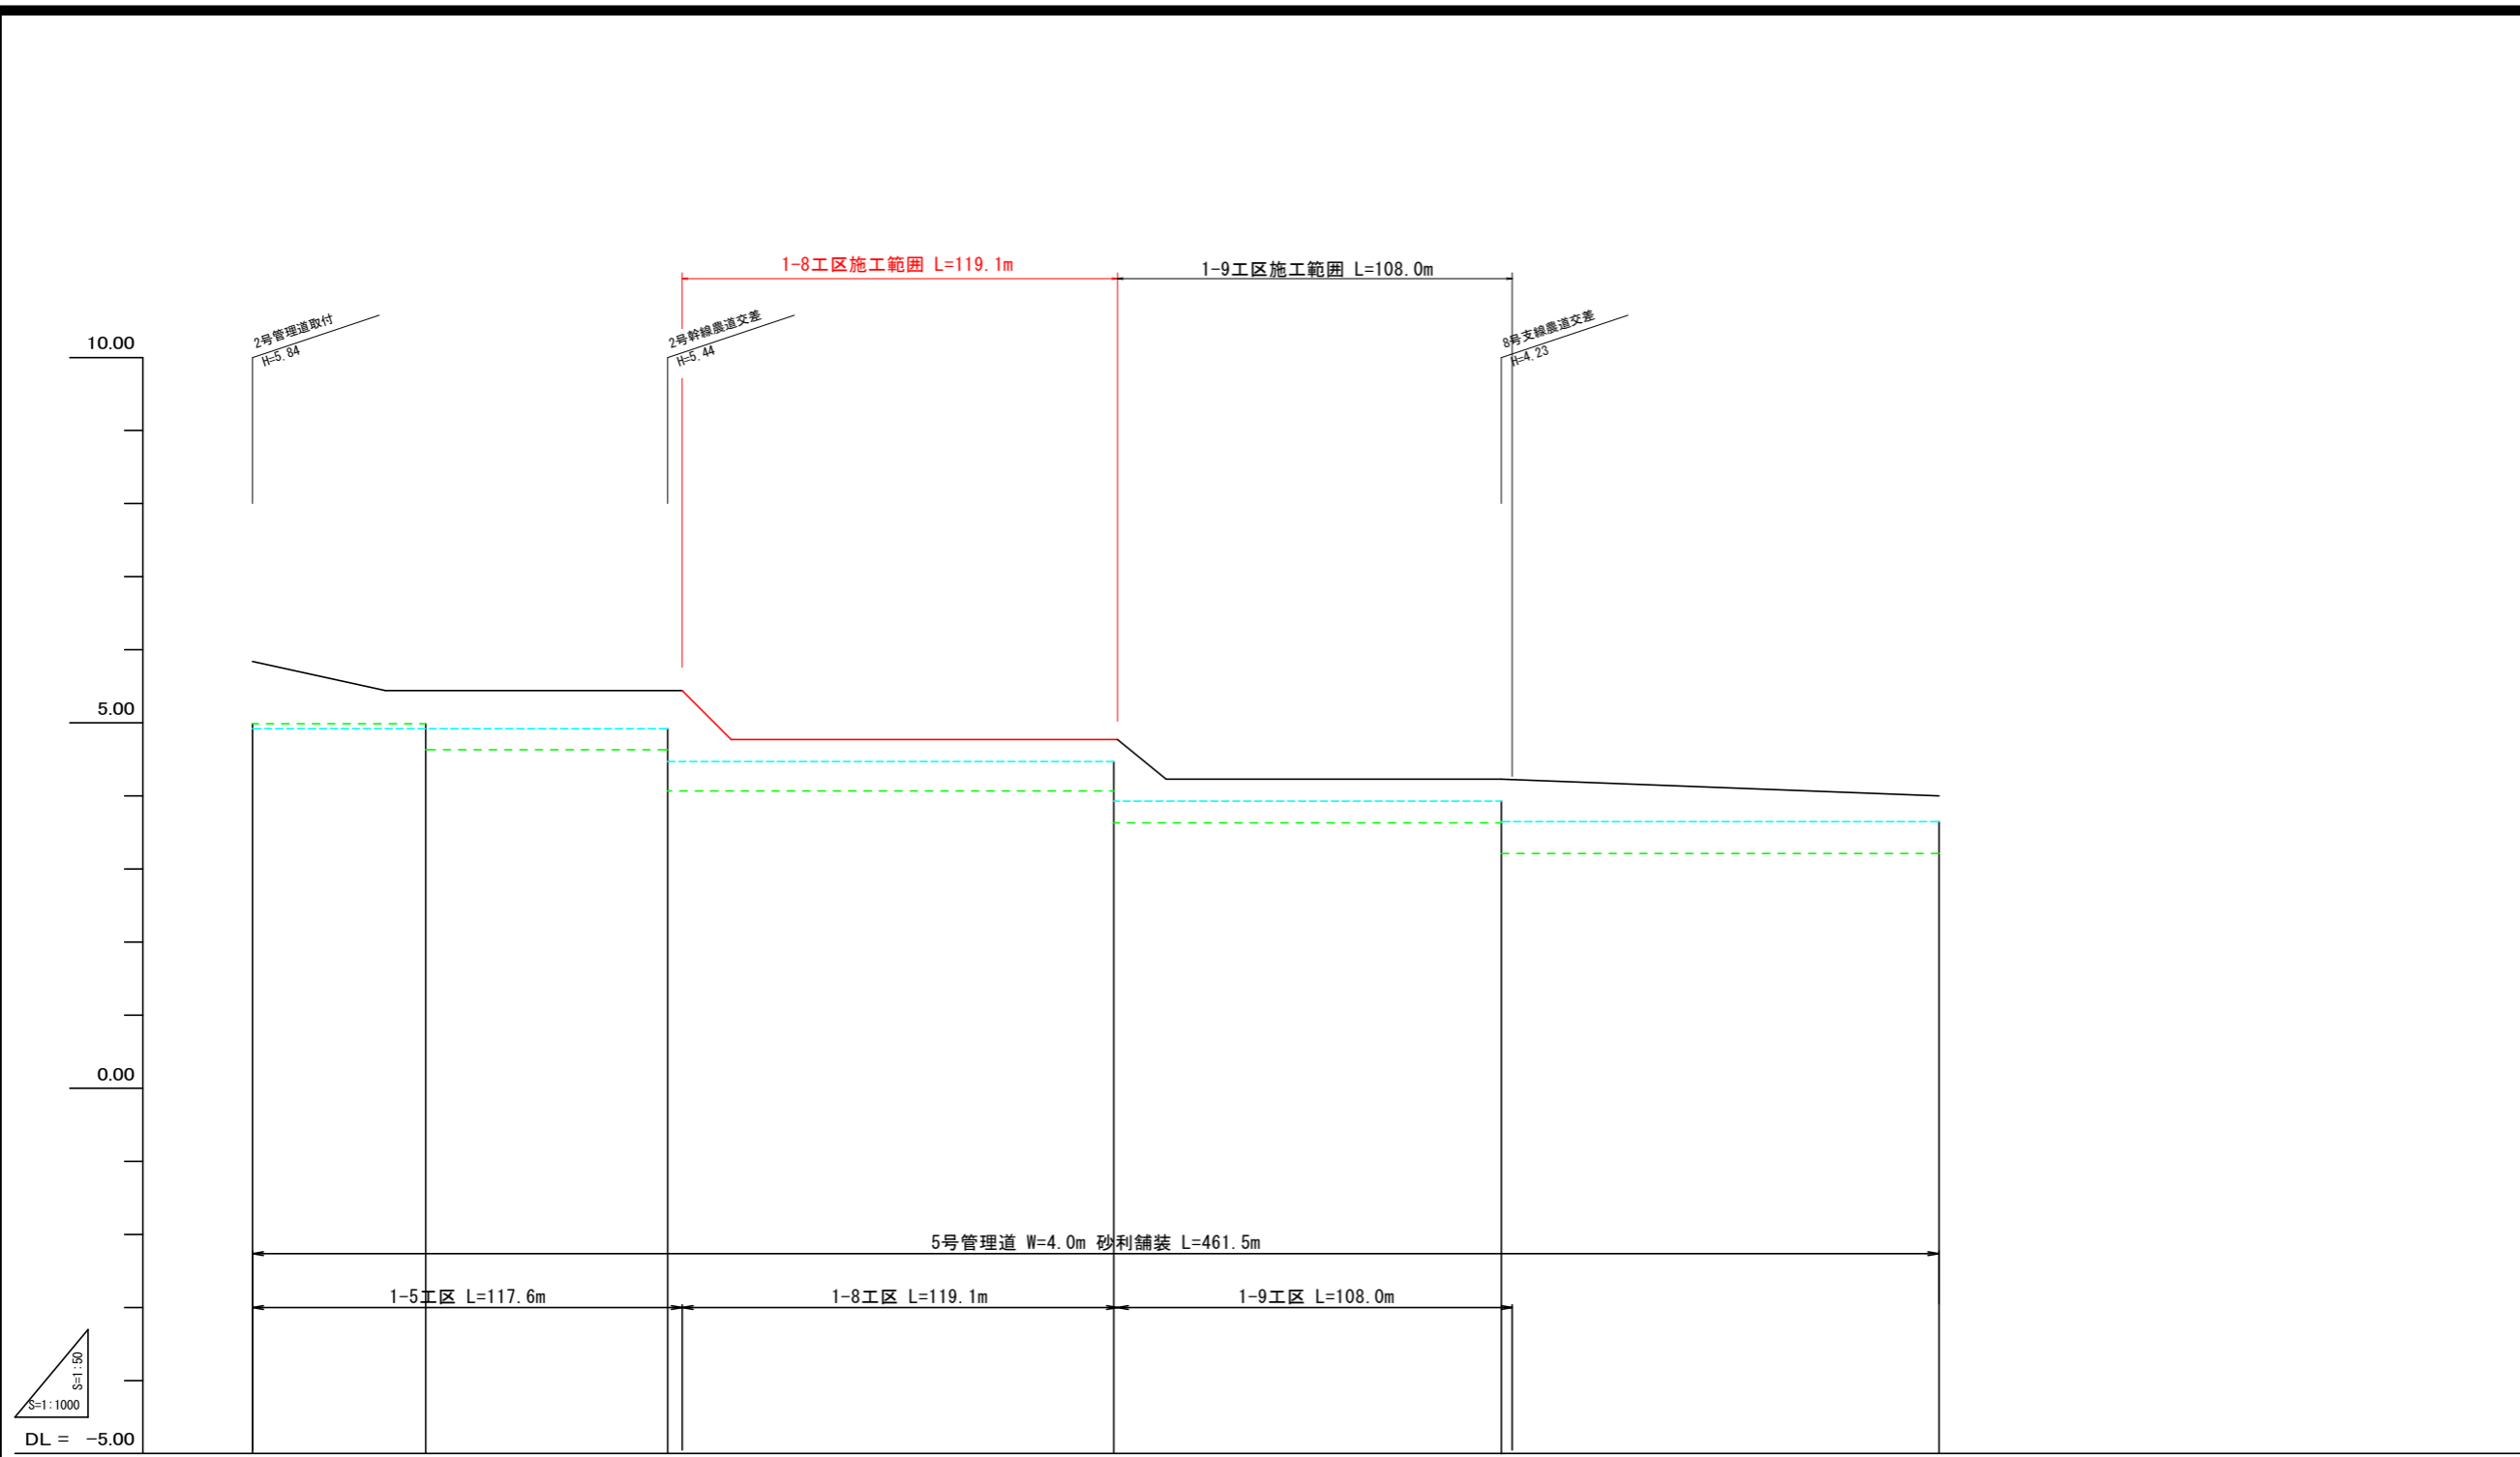 1-8工区施工範囲 L=119.1m
1-9工区施工範囲 L=108.0m
2号管理道取付
H=5.84
2号幹線農道交差
H=5.44
8号支線農道交差
H=4.23
10.00
5.00
0.00
5号管理道 W=4.0m 砂利舗装 L=461.5m
1-5工区 L=117.6m
1-8工区 L=119.1m
1-9工区 L=108.0m
S=1:50
S=1:1000
DL = -5.00